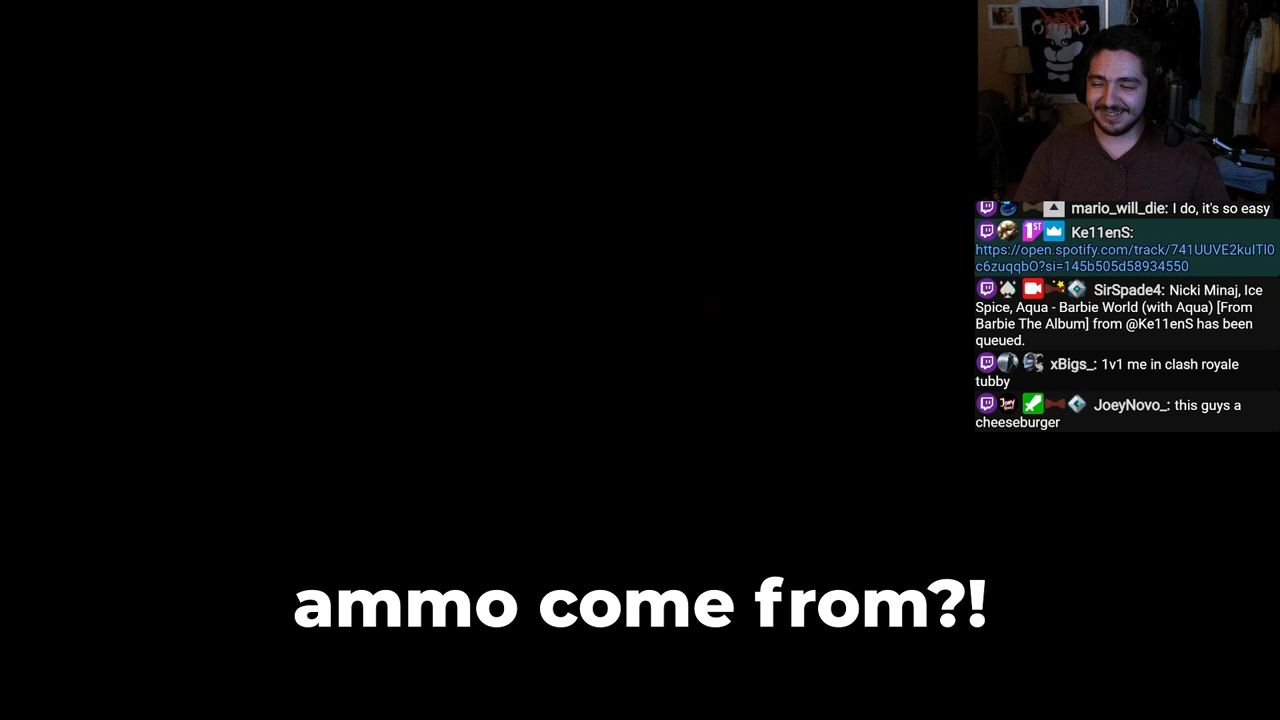 mario_will_die: I do, it's so easy
1ST Ke11enS:
https://open.spotify.com/track/741UUVE2kuITl0
c6zuqqbO?si=145b505d58934550
SirSpade4: Nicki Minaj, Ice
Spice, Aqua - Barbie World (with Aqua) [From
Barbie The Album] from @Ke11enS has been
queued.
xBigs_: 1v1 me in clash royale
tubby
JoeyNovo_: this guys a
cheeseburger
ammo come from?!